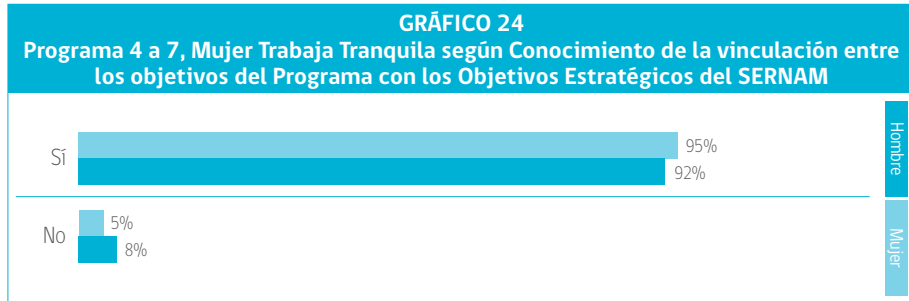 GRÁFICO 24
Programa 4 a 7, Mujer Trabaja Tranquila según Conocimiento de la vinculación entre
los objetivos del Programa con los Objetivos Estratégicos del SERNAM
Sí
95%
92%
No
5%
8%
Hombre
Mujer